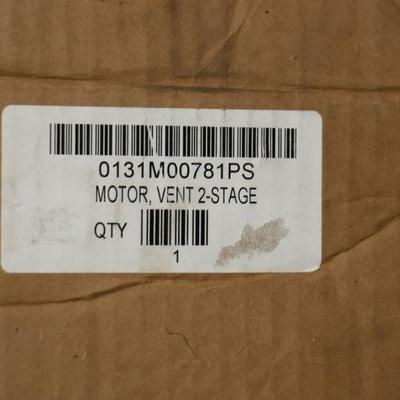 0131M00781PS
MOTOR, VENT 2-STAGE
QTY
1